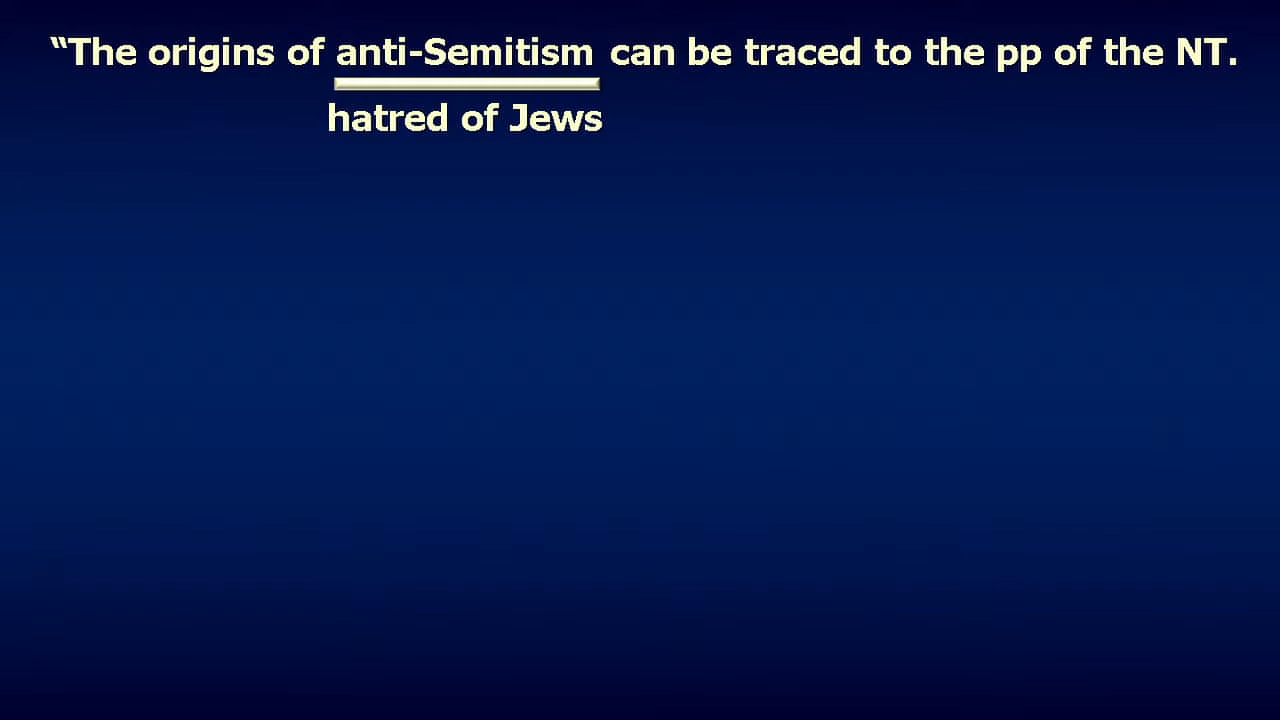 “The origins of anti-Semitism can be traced to the pp of the NT.
hatred of Jews